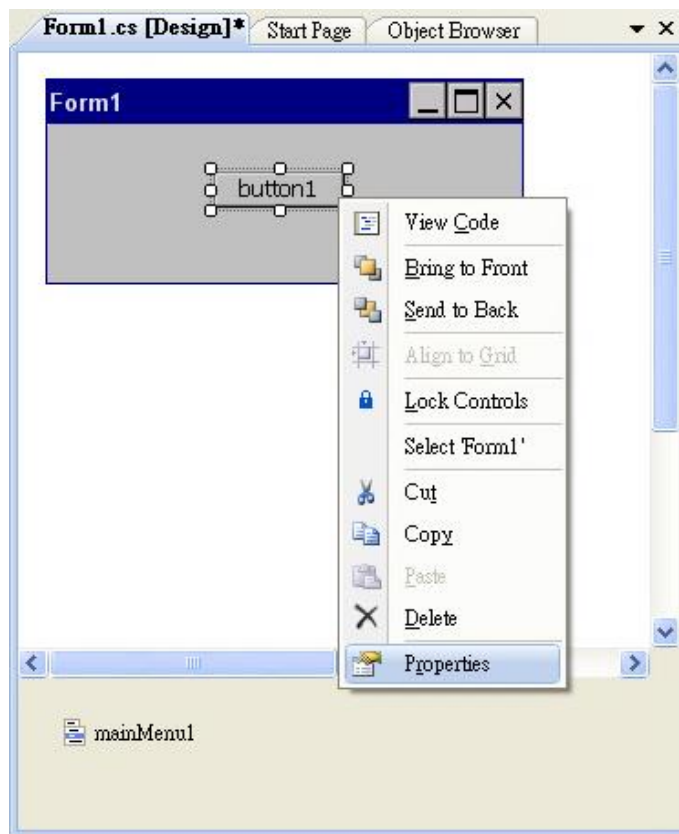 Form1.cs [Design]* Start Page Object Browser
Form1
button1
View Code
Bring to Front
Send to Back
Align to Grid
Lock Controls
Select 'Form1'
Cut
Copy
Paste
Delete
Properties
mainMenu1